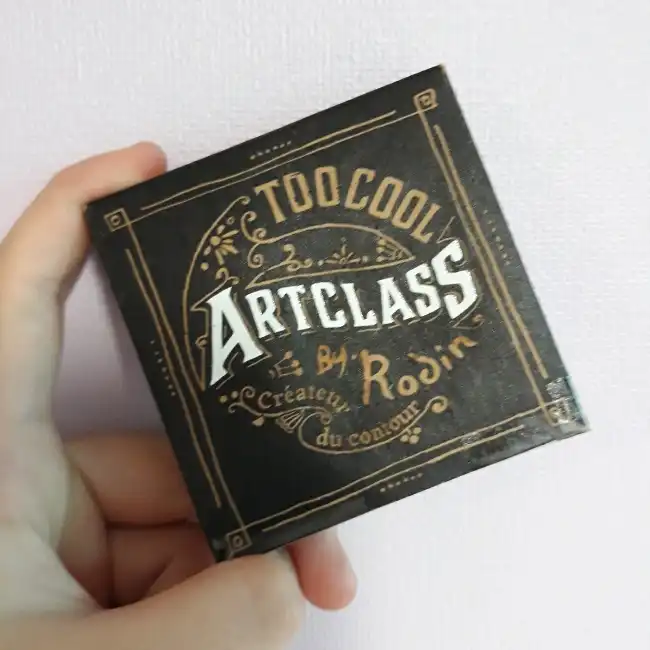 TOO COOL
ARTCLASS
By. Rodin
Créateur
du contour